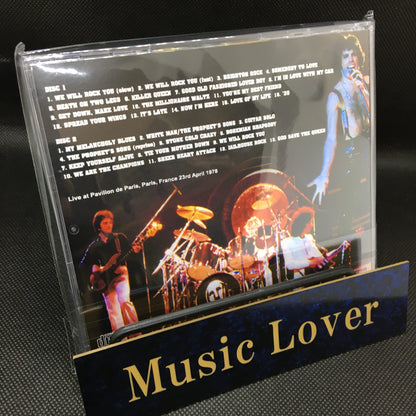 DISC 1
1. WE WILL ROCK YOU (slow) 2. WE WILL ROCK YOU (fast) 3. BRIGHTON ROCK 4. SOMEBODY TO LOVE
5. DEATH ON TWO LEGS 6. KILLER QUEEN 7. GOOD OLD FASHIONED LOVER BOY 8. I'M IN LOVE WITH MY CAR
9. GET DOWN, MAKE LOVE 10. THE MILLIONAIRE WALTZ 11. YOU'RE MY BEST FRIEND
12. SPREAD YOUR WINGS 13. IT'S LATE 14. NOW I'M HERE 15. LOVE OF MY LIFE 16. '39
DISC 2
1. MY MELANCHOLY BLUES 2. WHITE MAN/THE PROPHET'S SONG 3. GUITAR SOLO
4. THE PROPHET'S SONG (reprise) 5. STONE COLD CRAZY 6. BOHEMIAN RHAPSODY
7. KEEP YOURSELF ALIVE 8. TIE YOUR MOTHER DOWN 9. WE WILL ROCK YOU
10. WE ARE THE CHAMPIONS 11. SHEER HEART ATTACK 12. JAILHOUSE ROCK 13. GOD SAVE THE QUEEN
Live at Pavillon de Paris, Paris, France 23rd April 1978
Music Lover